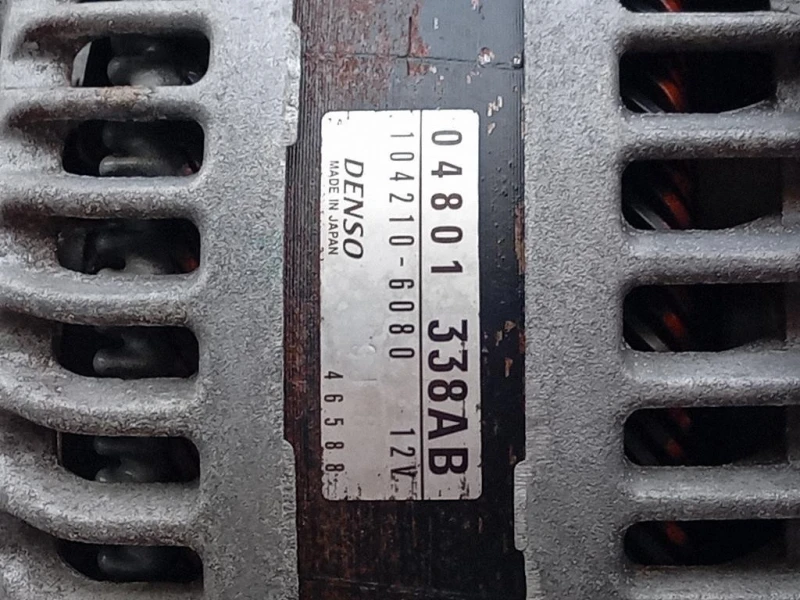 04801 338AB
104210-6080 12V
DENSO 46588
MADE IN JAPAN